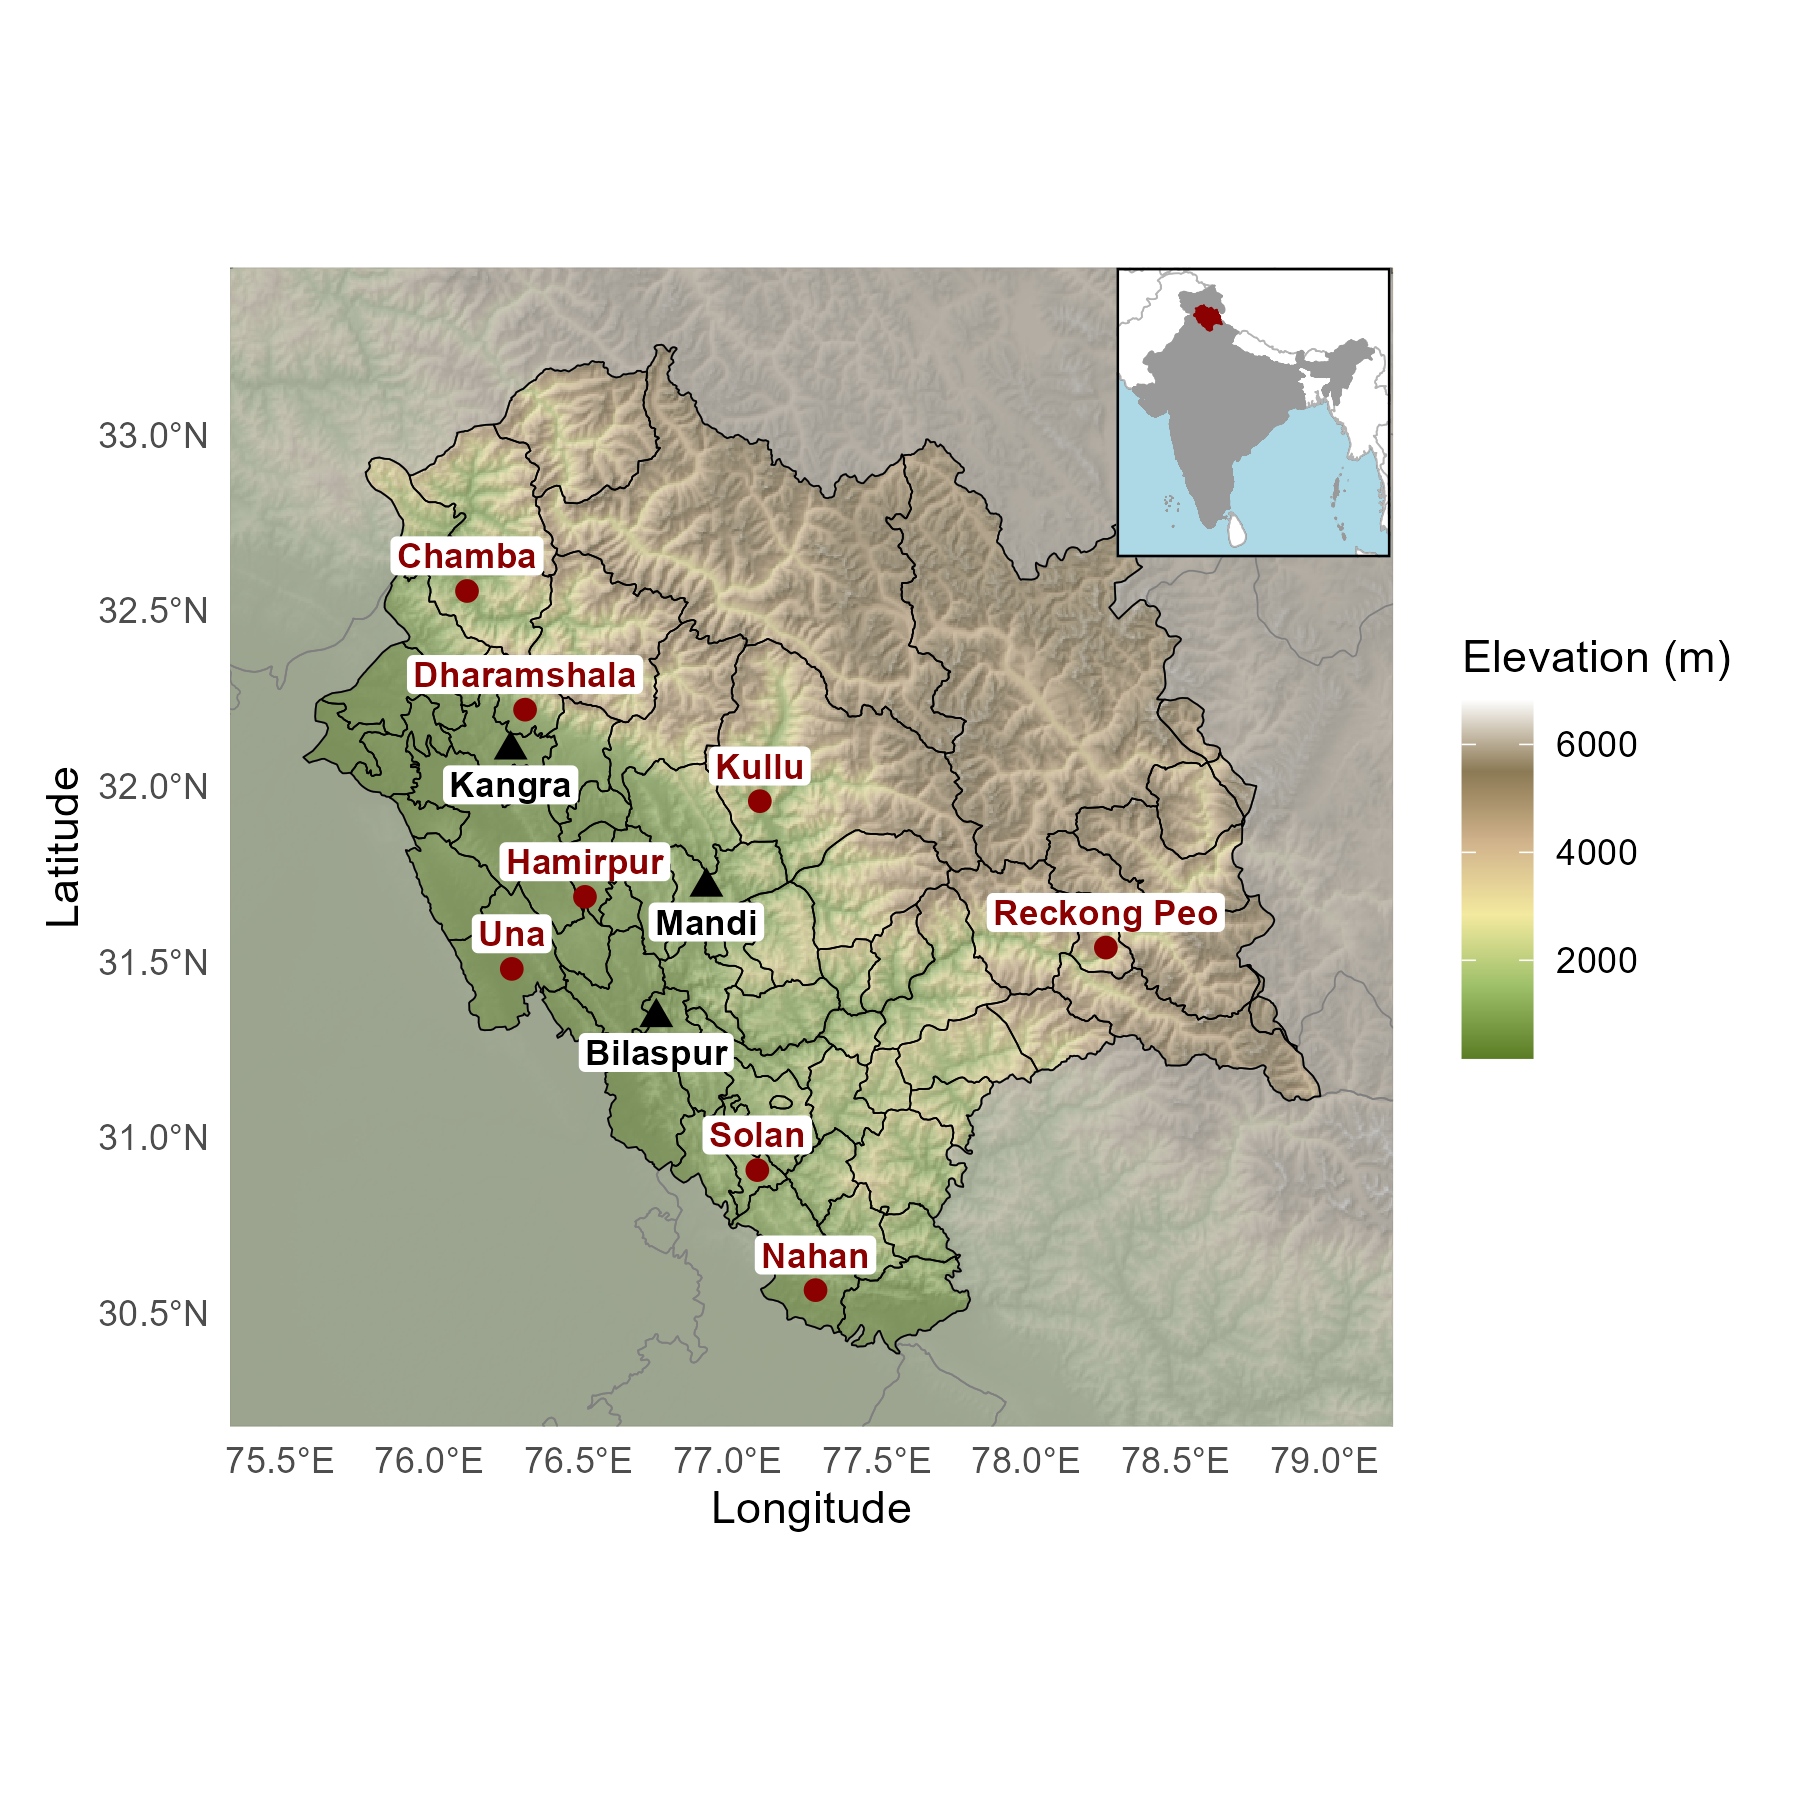 33.0°N
32.5°N
32.0°N
31.5°N
31.0°N
30.5°N
Latitude
Chamba
Dharamshala
Kangra
Kullu
Hamirpur
Mandi
Reckong Peo
Una
Bilaspur
Solan
Nahan
75.5°E 76.0°E 76.5°E 77.0°E 77.5°E 78.0°E 78.5°E 79.0°E
Longitude
Elevation (m)
6000
4000
2000